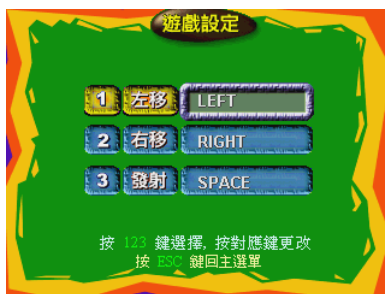 遊戲設定
1 左移 LEFT
2 右移 RIGHT
3 發射 SPACE
按 123 鍵選擇, 按對應鍵更改
按 ESC 鍵回主選單